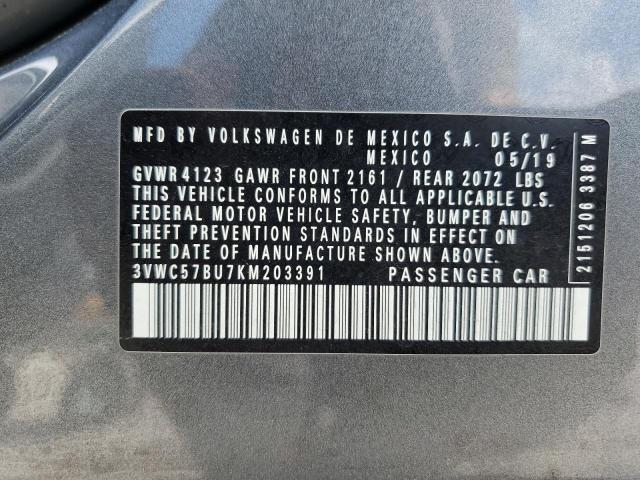 MFD BY VOLKSWAGEN DE MEXICO S.A. DE C.V.
MEXICO 05/19
GVWR 4123 GAWR FRONT 2161 / REAR 2072 LBS
THIS VEHICLE CONFORMS TO ALL APPLICABLE U.S.
FEDERAL MOTOR VEHICLE SAFETY, BUMPER AND
THEFT PREVENTION STANDARDS IN EFFECT ON
THE DATE OF MANUFACTURE SHOWN ABOVE.
3VWC57BU7KM203391 PASSENGER CAR
2151206 3387 M